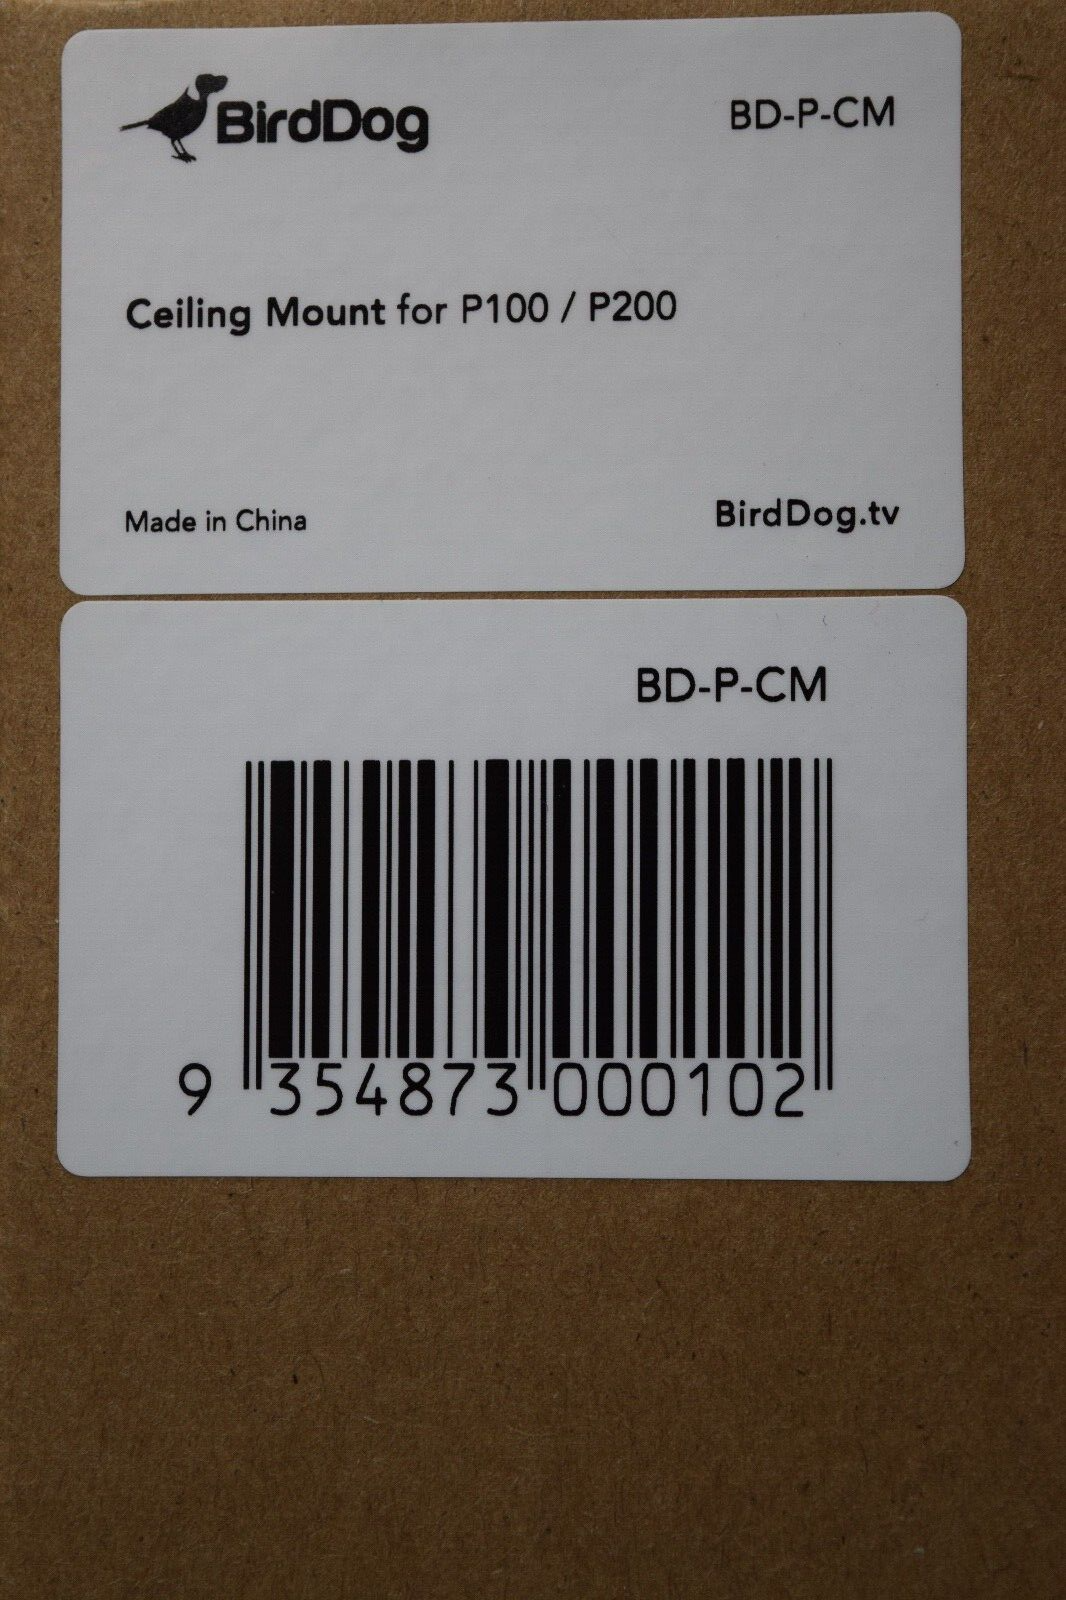 BirdDog
BD-P-CM
Ceiling Mount for P100 / P200
Made in China
BirdDog.tv
BD-P-CM
9 354873 000102